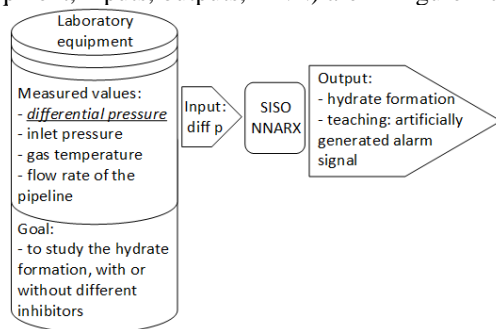 Laboratory
equipment
Measured values:
- differential pressure
- inlet pressure
- gas temperature
- flow rate of the
pipeline
Goal:
- to study the hydrate
formation, with or
without different
inhibitors
Input:
diff p
SISO
NNARX
Output:
- hydrate formation
- teaching: artificially
generated alarm
signal